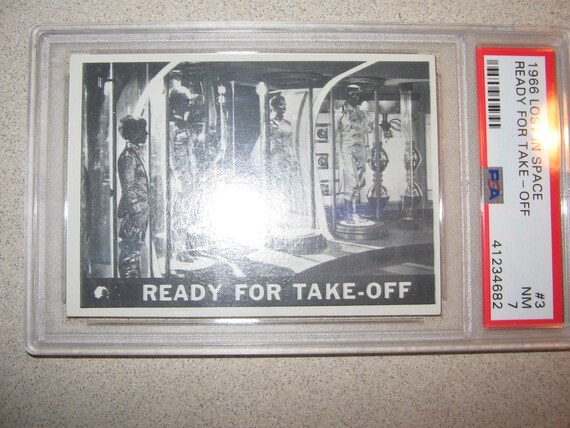 READY FOR TAKE-OFF
1966 LOST IN SPACE
READY FOR TAKE-OFF
PSA
#3
NM
7
41234682